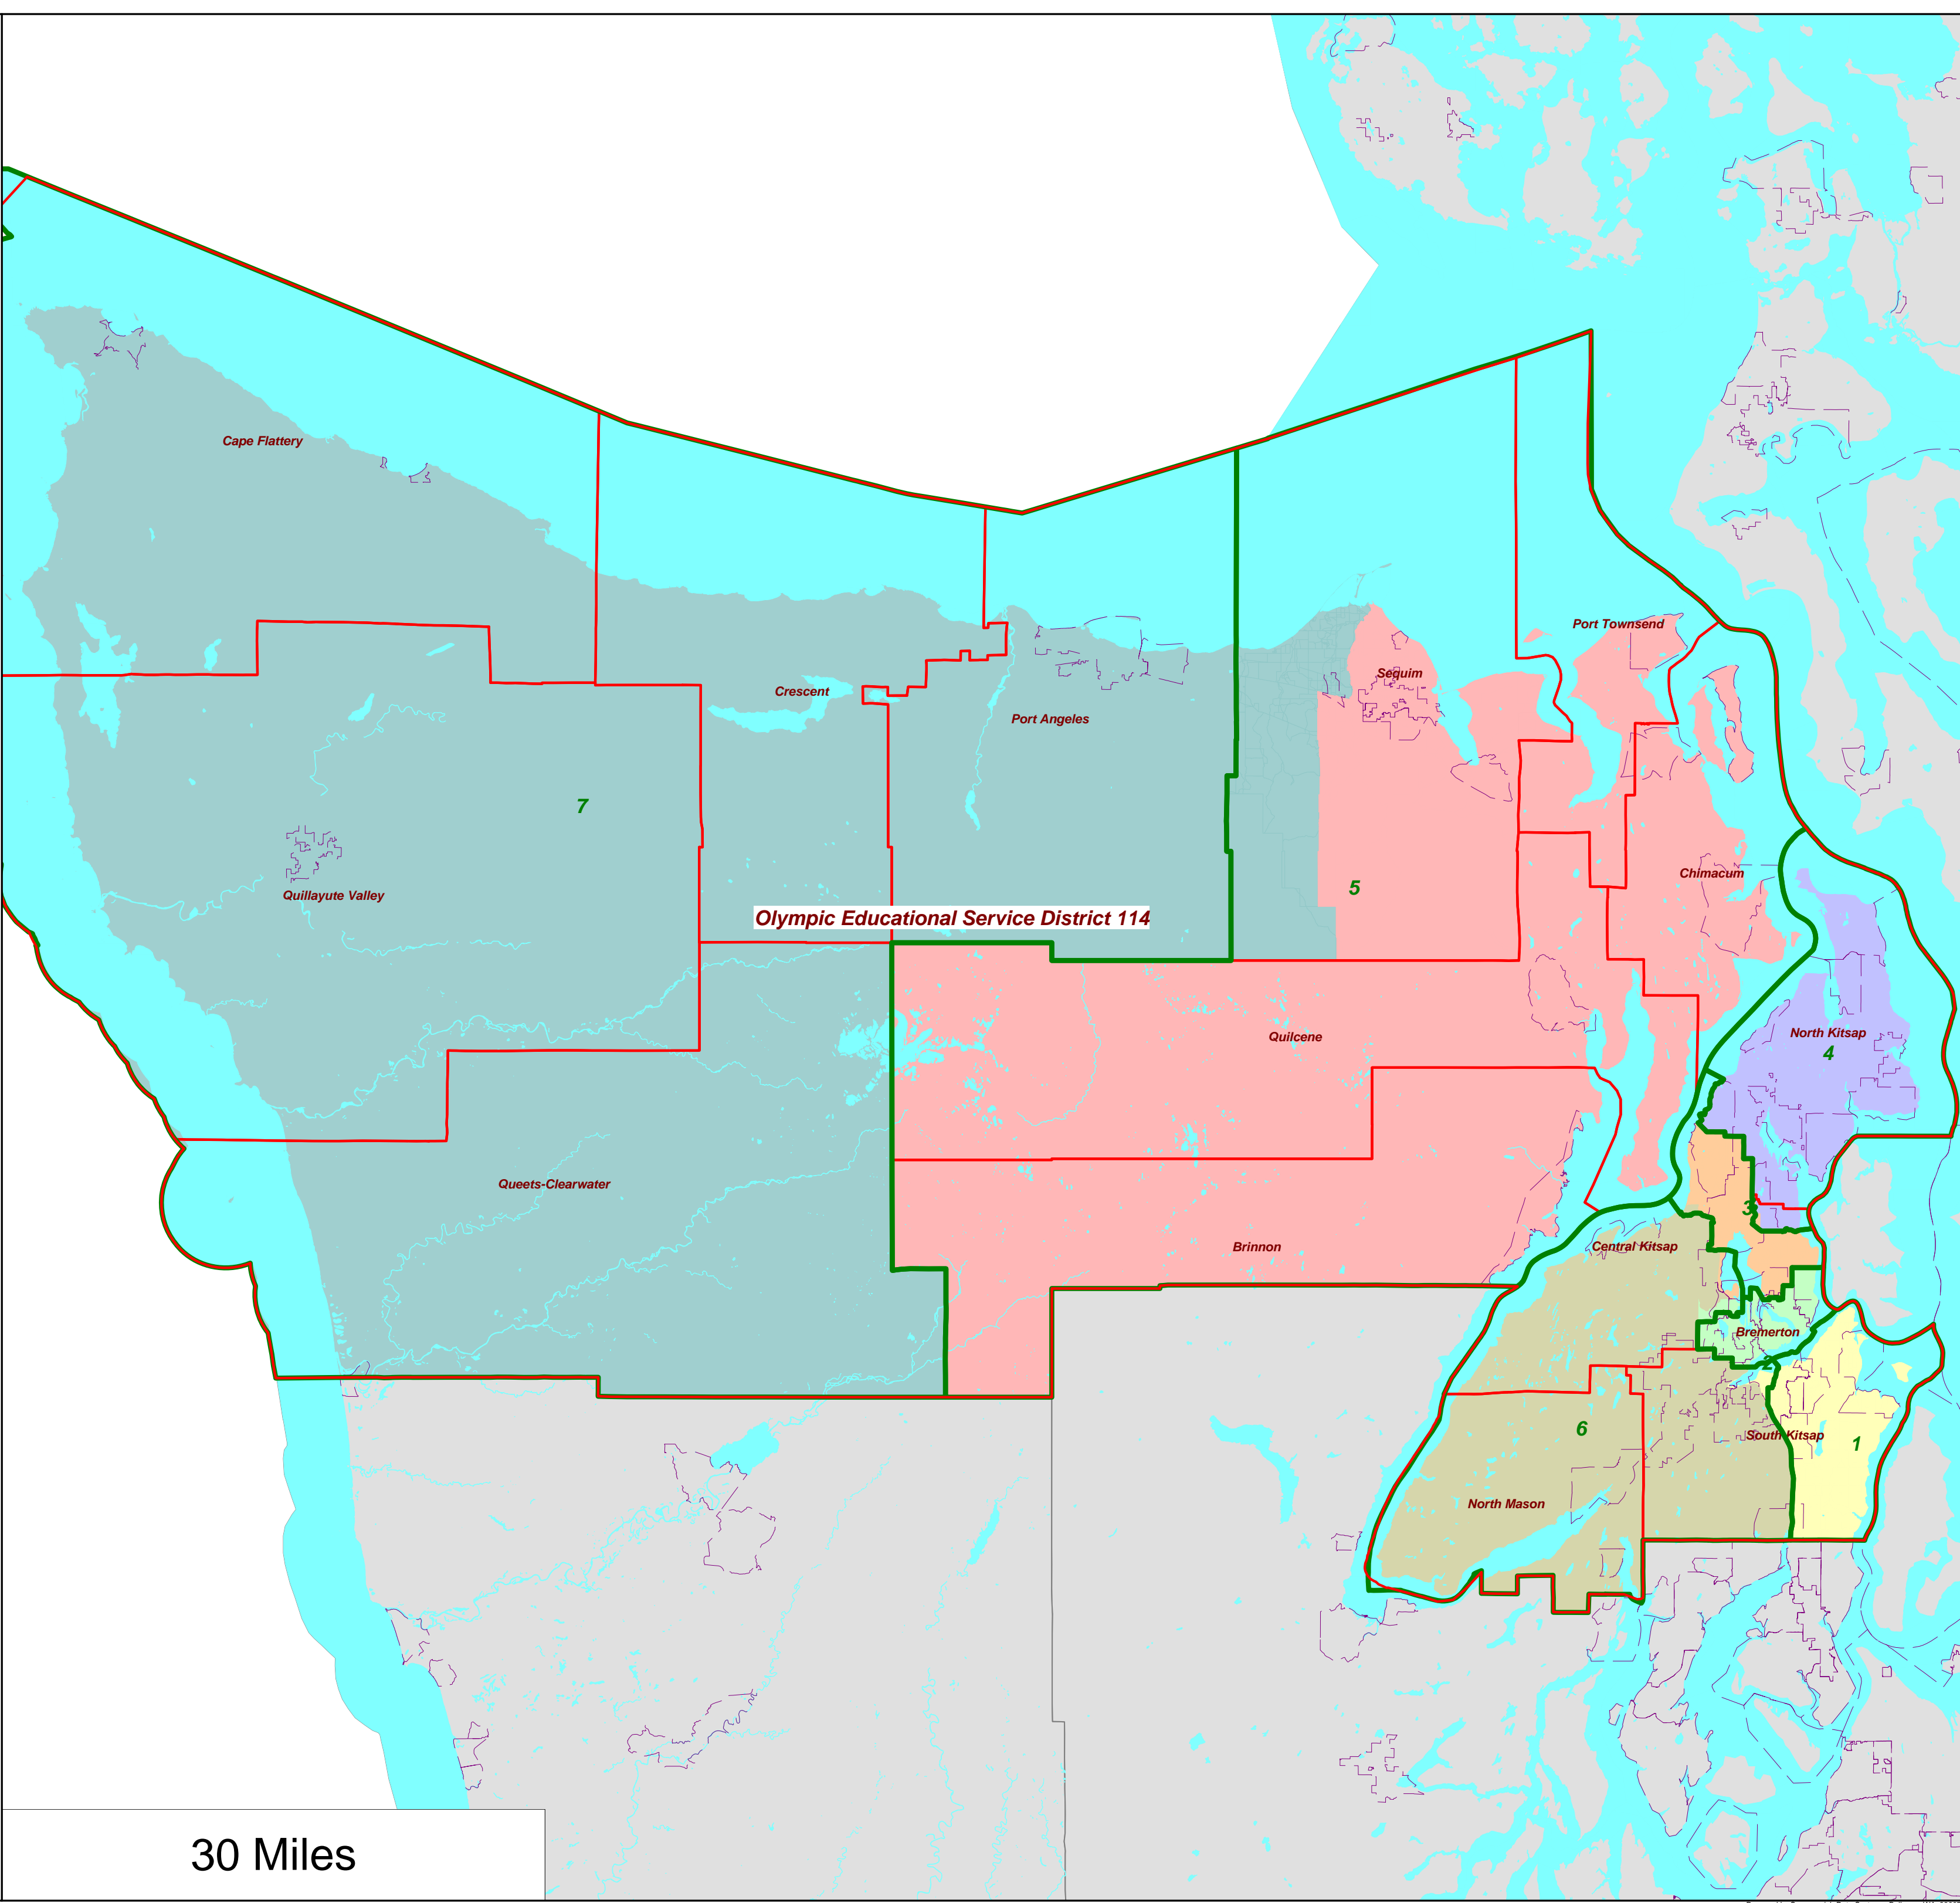 Cape Flattery
Port Townsend
Sequim
Crescent
Port Angeles
7
Chimacum
5
Quillayute Valley
Olympic Educational Service District 114
North Kitsap
4
Quilcene
Queets-Clearwater
3
Brinnon
Central Kitsap
Bremerton
2
6
South Kitsap
1
North Mason
30 Miles